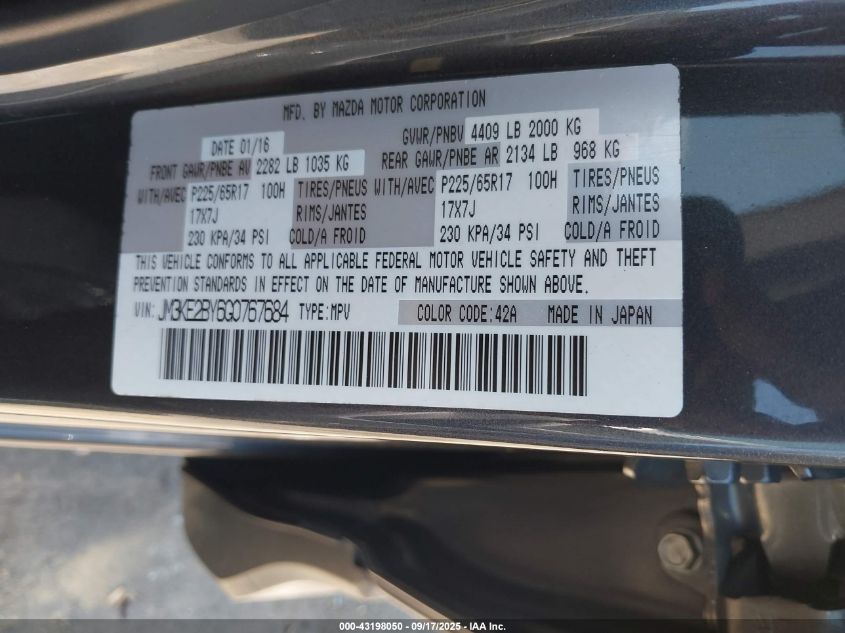 MFD. BY MAZDA MOTOR CORPORATION
DATE 01/16 GVWR/PNBV 4409 LB 2000 KG
FRONT GAWR/PNBE AV 2282 LB 1035 KG REAR GAWR/PNBE AR 2134 LB 968 KG
WITH/AVEC P225/65R17 100H TIRES/PNEUS WITH/AVEC P225/65R17 100H TIRES/PNEUS
17X7J RIMS/JANTES 17X7J RIMS/JANTES
230 KPA/34 PSI COLD/A FROID 230 KPA/34 PSI COLD/A FROID
THIS VEHICLE CONFORMS TO ALL APPLICABLE FEDERAL MOTOR VEHICLE SAFETY AND THEFT
PREVENTION STANDARDS IN EFFECT ON THE DATE OF MANUFACTURE SHOWN ABOVE.
VIN: JM3KE2BY6G0767684 TYPE:MPV COLOR CODE:42A MADE IN JAPAN
000-43198050 09/17/2025 IAA Inc.